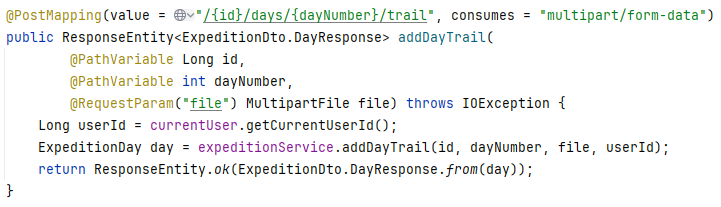 @PostMapping(value = "/{id}/days/{dayNumber}/trail", consumes = "multipart/form-data")
public ResponseEntity<ExpeditionDto.DayResponse> addDayTrail(
        @PathVariable Long id,
        @PathVariable int dayNumber,
        @RequestParam("file") MultipartFile file) throws IOException {
    Long userId = currentUser.getCurrentUserId();
    ExpeditionDay day = expeditionService.addDayTrail(id, dayNumber, file, userId);
    return ResponseEntity.ok(ExpeditionDto.DayResponse.from(day));
}